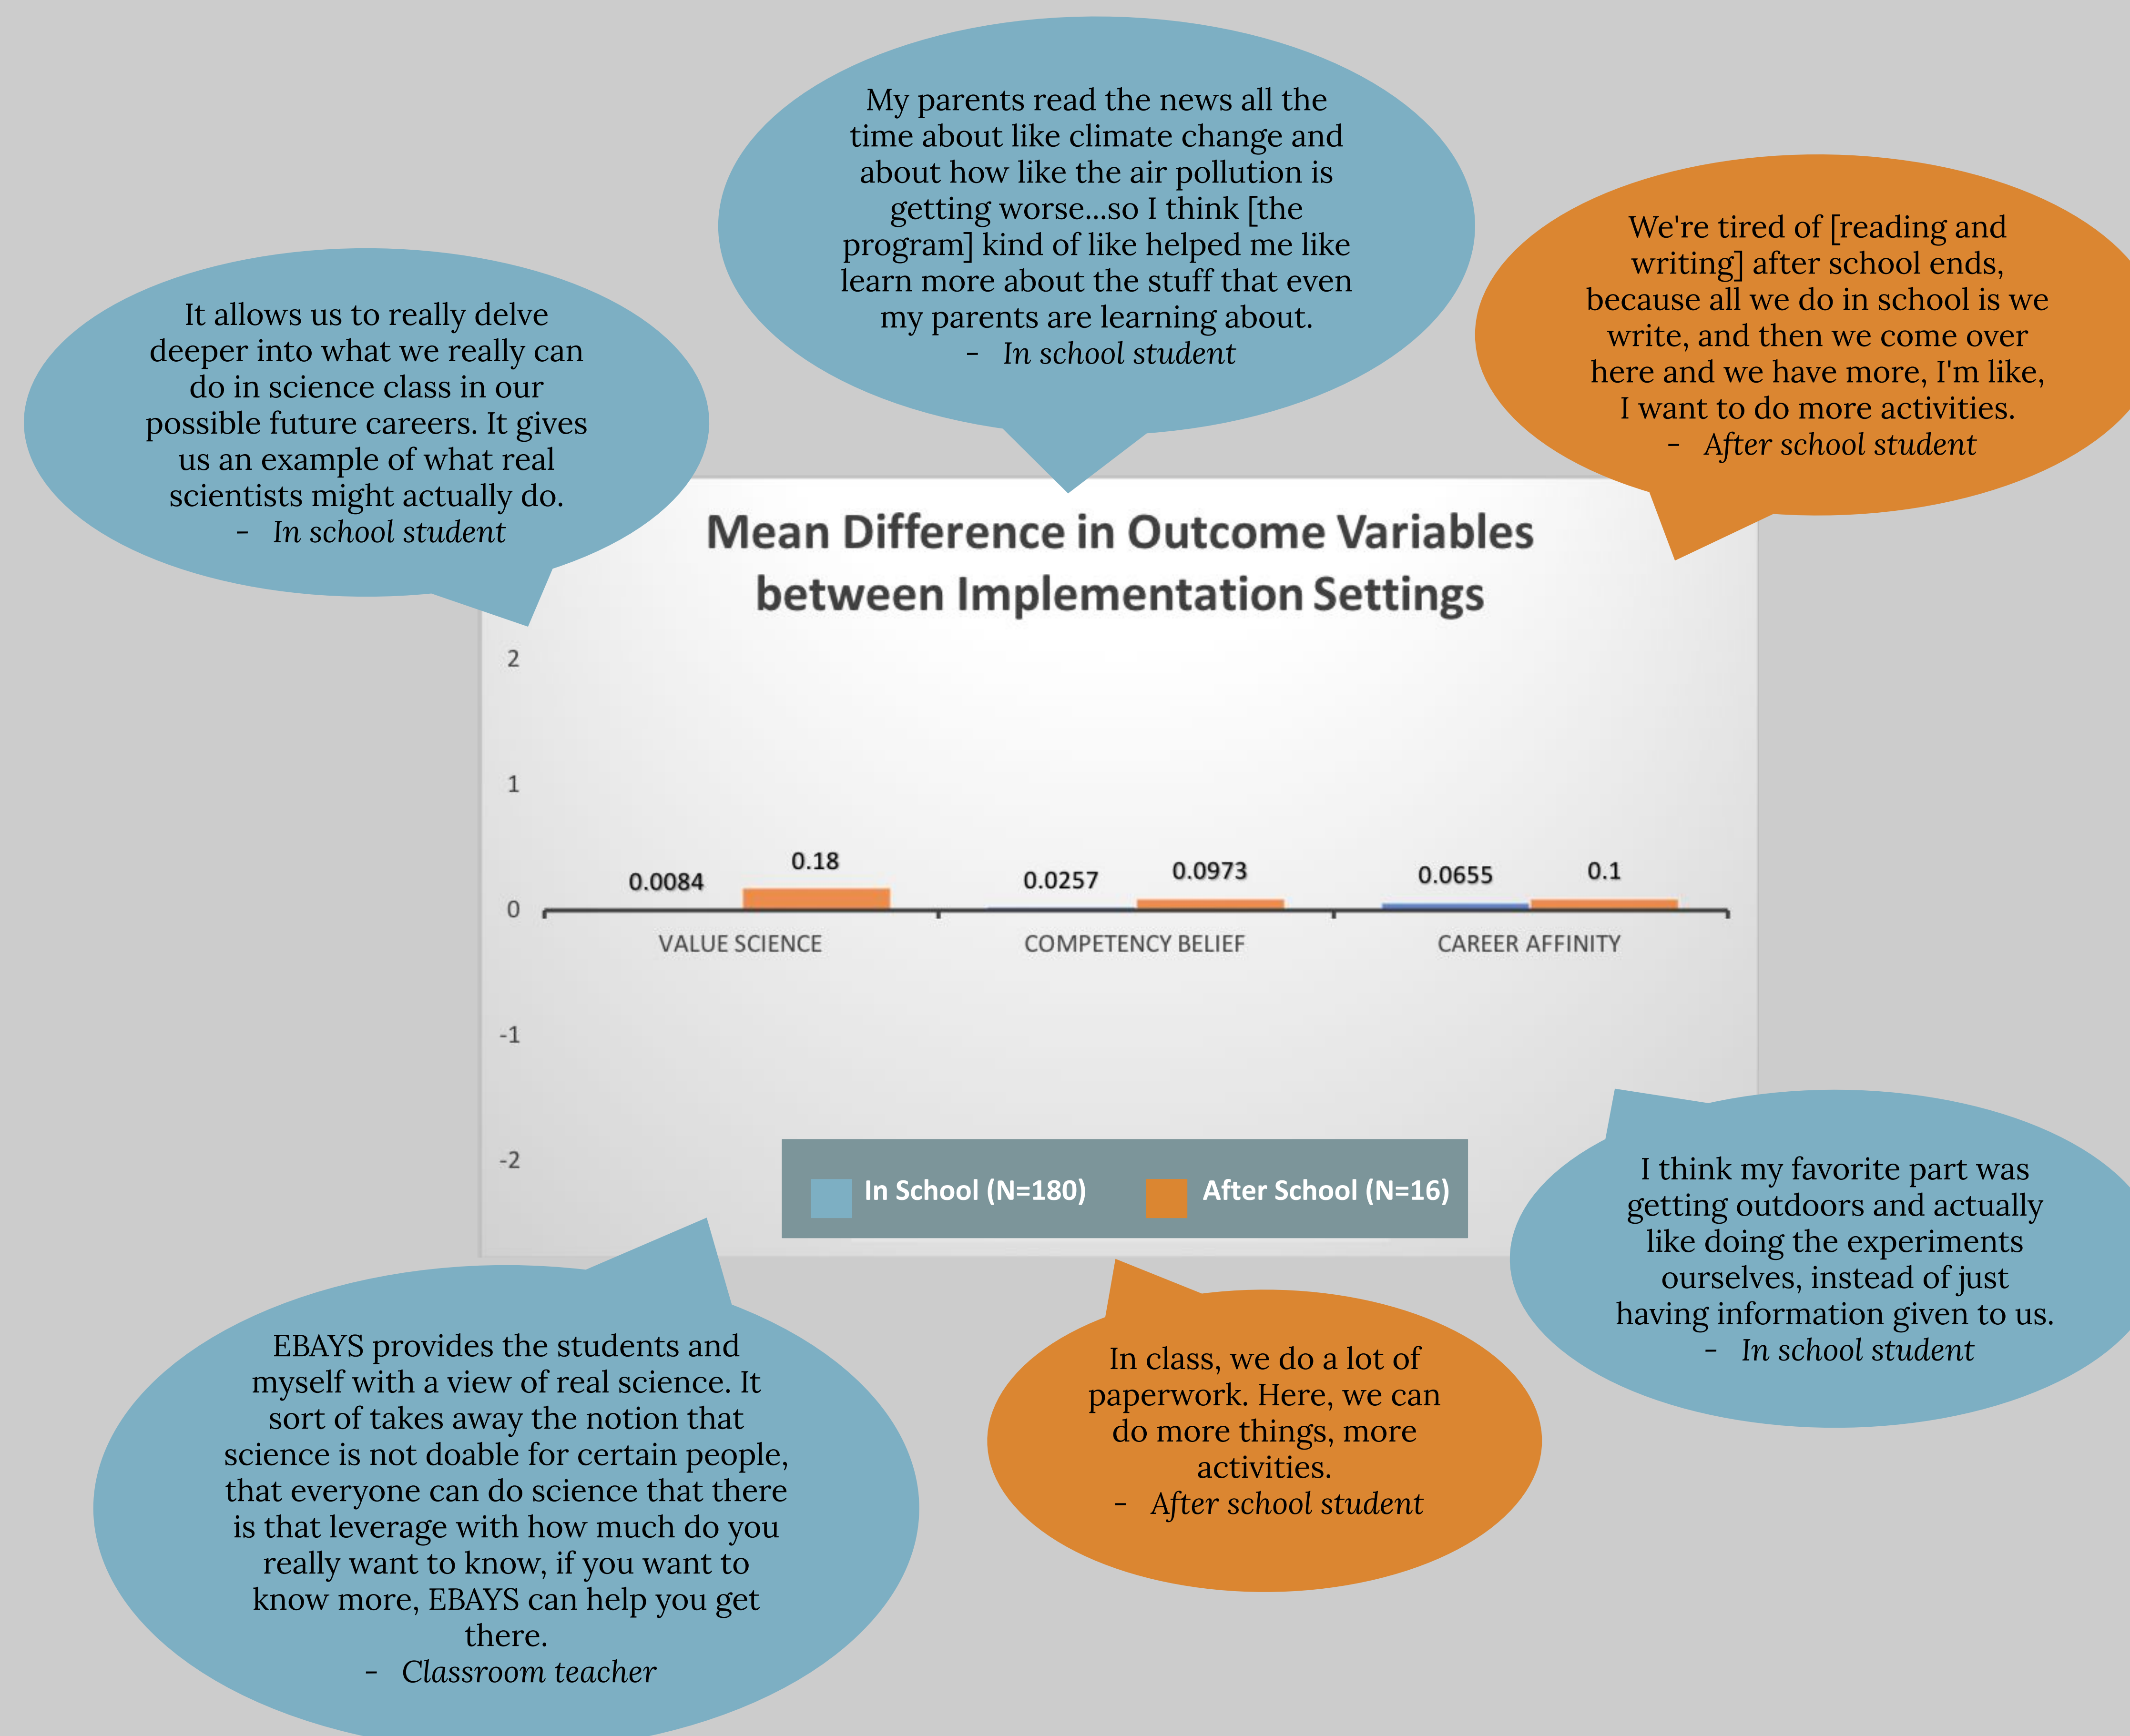 My parents read the news all the
time about like climate change and
about how like the air pollution is
getting worse...so I think [the
program] kind of like helped me like
learn more about the stuff that even
my parents are learning about.
- In school student
We're tired of [reading and
writing] after school ends,
because all we do in school is we
write, and then we come over
here and we have more, I'm like,
I want to do more activities.
- After school student
It allows us to really delve
deeper into what we really can
do in science class in our
possible future careers. It gives
us an example of what real
scientists might actually do.
- In school student
Mean Difference in Outcome Variables
between Implementation Settings
2
1
0
-1
-2
0.0084
0.18
0.0257
0.0973
0.0655
0.1
VALUE SCIENCE
COMPETENCY BELIEF
CAREER AFFINITY
In School (N=180)
After School (N=16)
I think my favorite part was
getting outdoors and actually
like doing the experiments
ourselves, instead of just
having information given to us.
- In school student
EBAYS provides the students and
myself with a view of real science. It
sort of takes away the notion that
science is not doable for certain people,
that everyone can do science that there
is that leverage with how much do you
really want to know, if you want to
know more, EBAYS can help you get
there.
- Classroom teacher
In class, we do a lot of
paperwork. Here, we can
do more things, more
activities.
- After school student